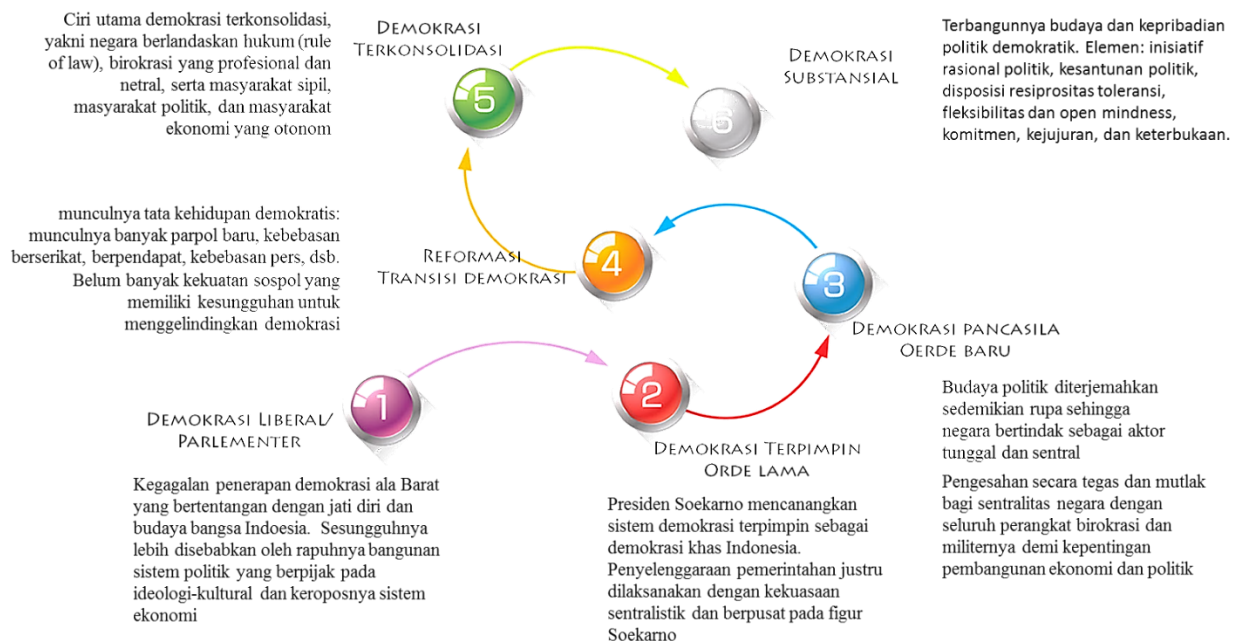 Ciri utama demokrasi terkonsolidasi,
yakni negara berlandaskan hukum (rule
of law), birokrasi yang profesional dan
netral, serta masyarakat sipil,
masyarakat politik, dan masyarakat
ekonomi yang otonom
DEMOKRASI
TERKONSOLIDASI
5
6
DEMOKRASI
SUBSTANSIAL
Terbangunnya budaya dan kepribadian
politik demokratik. Elemen: inisiatif
rasional politik, kesantunan politik,
disposisi resiprositas toleransi,
fleksibilitas dan open mindness,
komitmen, kejujuran, dan keterbukaan.
munculnya tata kehidupan demokratis:
munculnya banyak parpol baru, kebebasan
berserikat, berpendapat, kebebasan pers, dsb.
Belum banyak kekuatan sospol yang
memiliki kesungguhan untuk
menggelindingkan demokrasi
REFORMASI
TRANSISI DEMOKRASI
4
3
DEMOKRASI PANCASILA
OERDE BARU
Budaya politik diterjemahkan
sedemikian rupa sehingga
negara bertindak sebagai aktor
tunggal dan sentral
Pengesahan secara tegas dan mutlak
bagi sentralitas negara dengan
seluruh perangkat birokrasi dan
militernya demi kepentingan
pembangunan ekonomi dan politik
1
DEMOKRASI LIBERAL/
PARLEMENTER
Kegagalan penerapan demokrasi ala Barat
yang bertentangan dengan jati diri dan
budaya bangsa Indoesia. Sesungguhnya
lebih disebabkan oleh rapuhnya bangunan
sistem politik yang berpijak pada
ideologi-kultural dan keroposnya sistem
ekonomi
2
DEMOKRASI TERPIMPIN
ORDE LAMA
Presiden Soekarno mencanangkan
sistem demokrasi terpimpin sebagai
demokrasi khas Indonesia.
Penyelenggaraan pemerintahan justru
dilaksanakan dengan kekuasaan
sentralistik dan berpusat pada figur
Soekarno